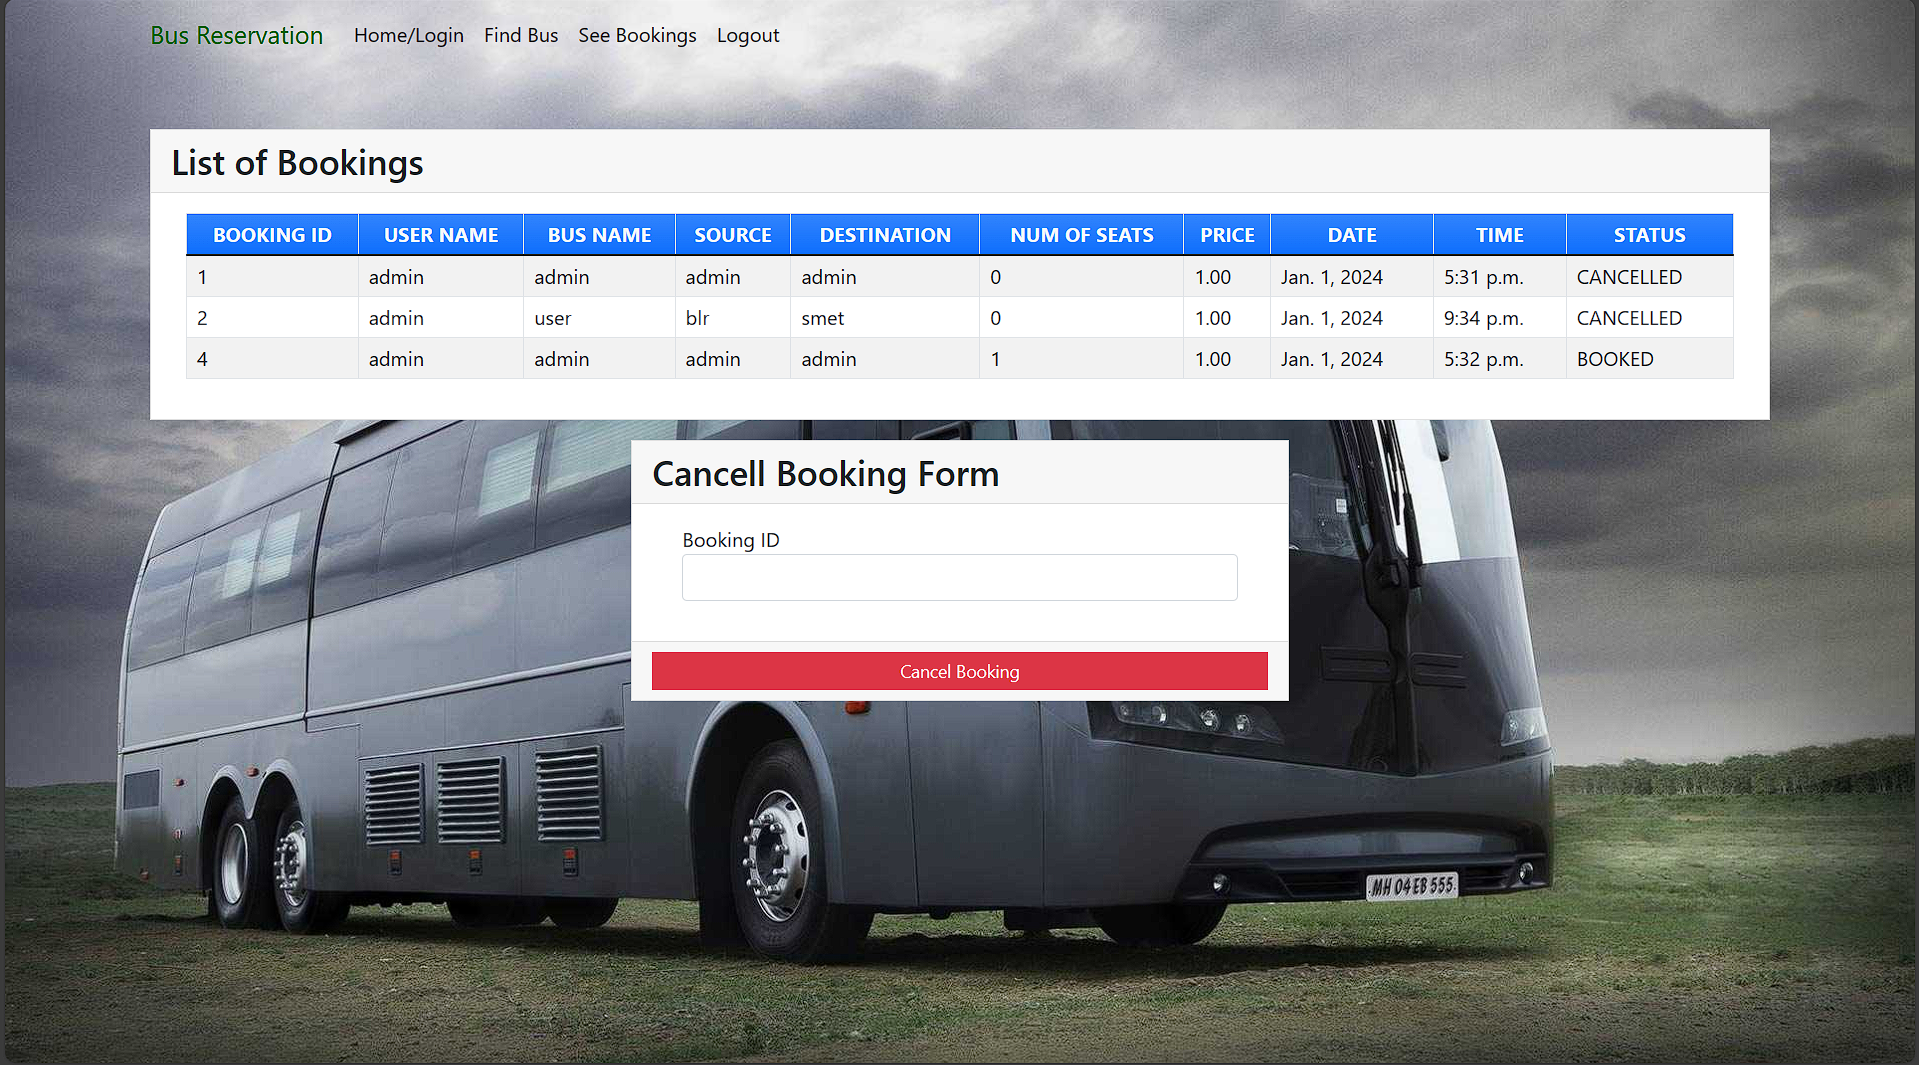 Bus Reservation Home/Login Find Bus See Bookings Logout
List of Bookings
BOOKING ID USER NAME BUS NAME SOURCE DESTINATION NUM OF SEATS PRICE DATE TIME STATUS
1 admin admin admin admin 0 1.00 Jan. 1, 2024 5:31 p.m. CANCELLED
2 admin user blr smet 0 1.00 Jan. 1, 2024 9:34 p.m. CANCELLED
4 admin admin admin admin 1 1.00 Jan. 1, 2024 5:32 p.m. BOOKED
Cancell Booking Form
Booking ID
Cancel Booking
MH 04 EB 555